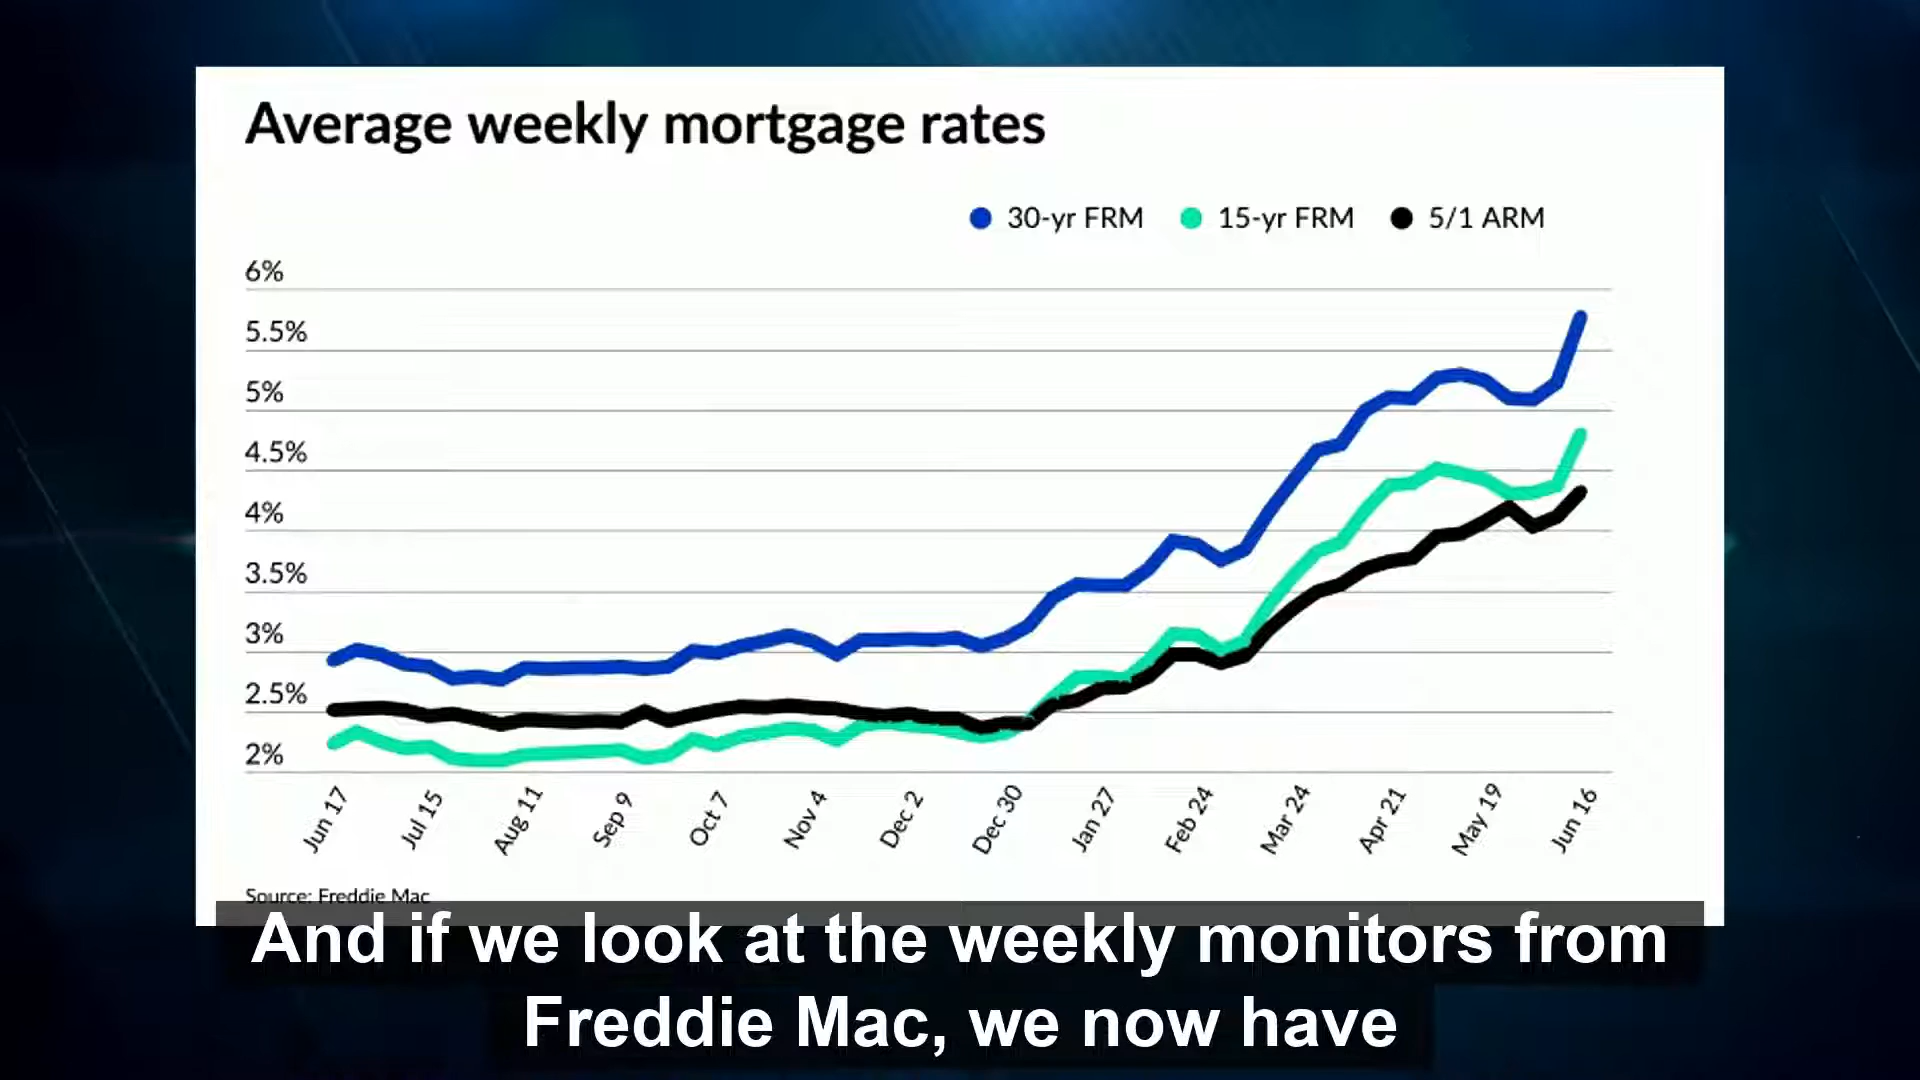 Average weekly mortgage rates
30-yr FRM 15-yr FRM 5/1 ARM
6%
5.5%
5%
4.5%
4%
3.5%
3%
2.5%
2%
Jun 17 Jul 15 Aug 11 Sep 9 Oct 7 Nov 4 Dec 2 Dec 30 Jan 27 Feb 24 Mar 24 Apr 21 May 19 Jun 16
Source: Freddie Mac
And if we look at the weekly monitors from
Freddie Mac, we now have